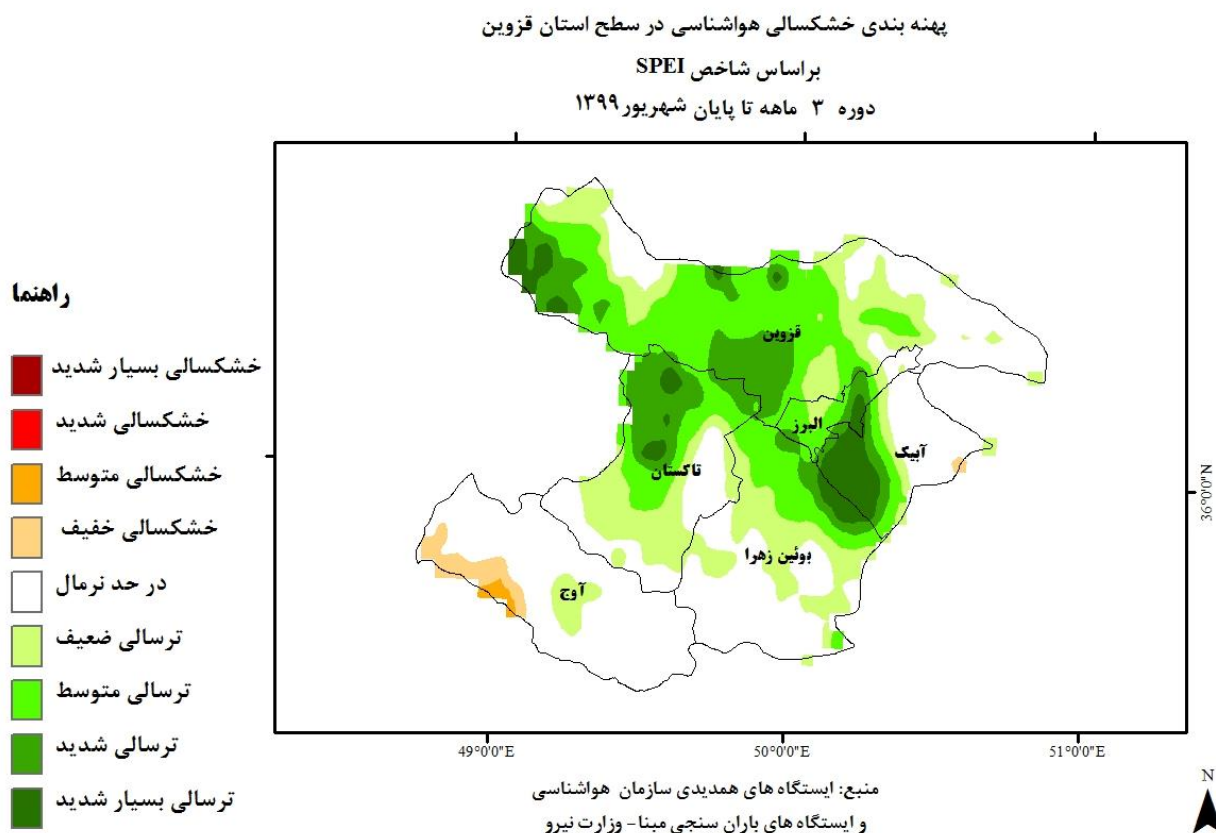 پهنه بندی خشکسالی هواشناسی در سطح استان قزوین
براساس شاخص SPEI
دوره ۳ ماهه تا پایان شهریور ۱۳۹۹
راهنما
خشکسالی بسیار شدید
خشکسالی شدید
خشکسالی متوسط
خشکسالی خفیف
در حد نرمال
ترسالی ضعیف
ترسالی متوسط
ترسالی شدید
ترسالی بسیار شدید
قزوین
البرز
آبیک
تاکستان
بوئین زهرا
آوج
36°0'0"N
49°0'0"E
50°0'0"E
51°0'0"E
N
منبع: ایستگاه های همدیدی سازمان هواشناسی
و ایستگاه های باران سنجی مبنا - وزارت نیرو